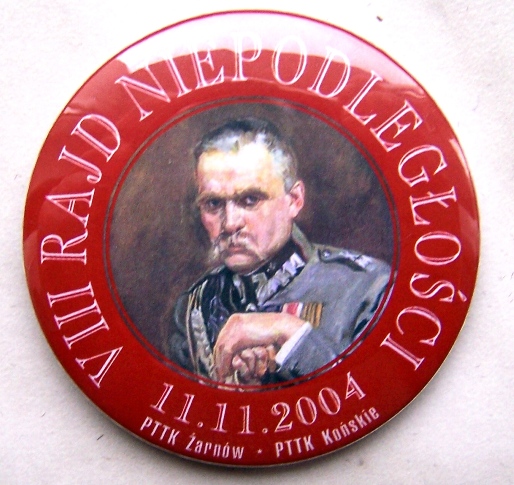 VIII RAJD NIEPODLEGŁOŚCI
11.11.2004
PTTK Żarnów • PTTK Końskie